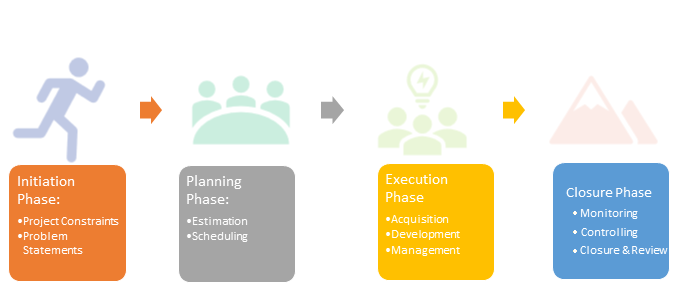 Initiation
Phase:
•Project Constraints
•Problem
Statements
Planning
Phase:
•Estimation
•Scheduling
Execution
Phase
•Acquisition
•Development
•Management
Closure Phase
• Monitoring
• Controlling
• Closure & Review